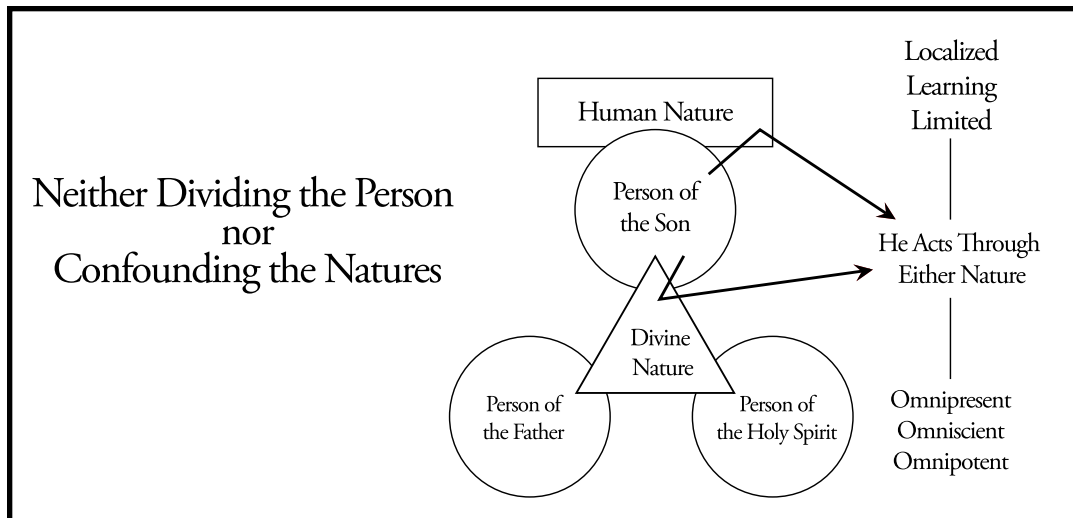 Neither Dividing the Person
nor
Confounding the Natures
Human Nature
Person of
the Son
Divine
Nature
Person of
the Father
Person of
the Holy Spirit
Localized
Learning
Limited
He Acts Through
Either Nature
Omnipresent
Omniscient
Omnipotent